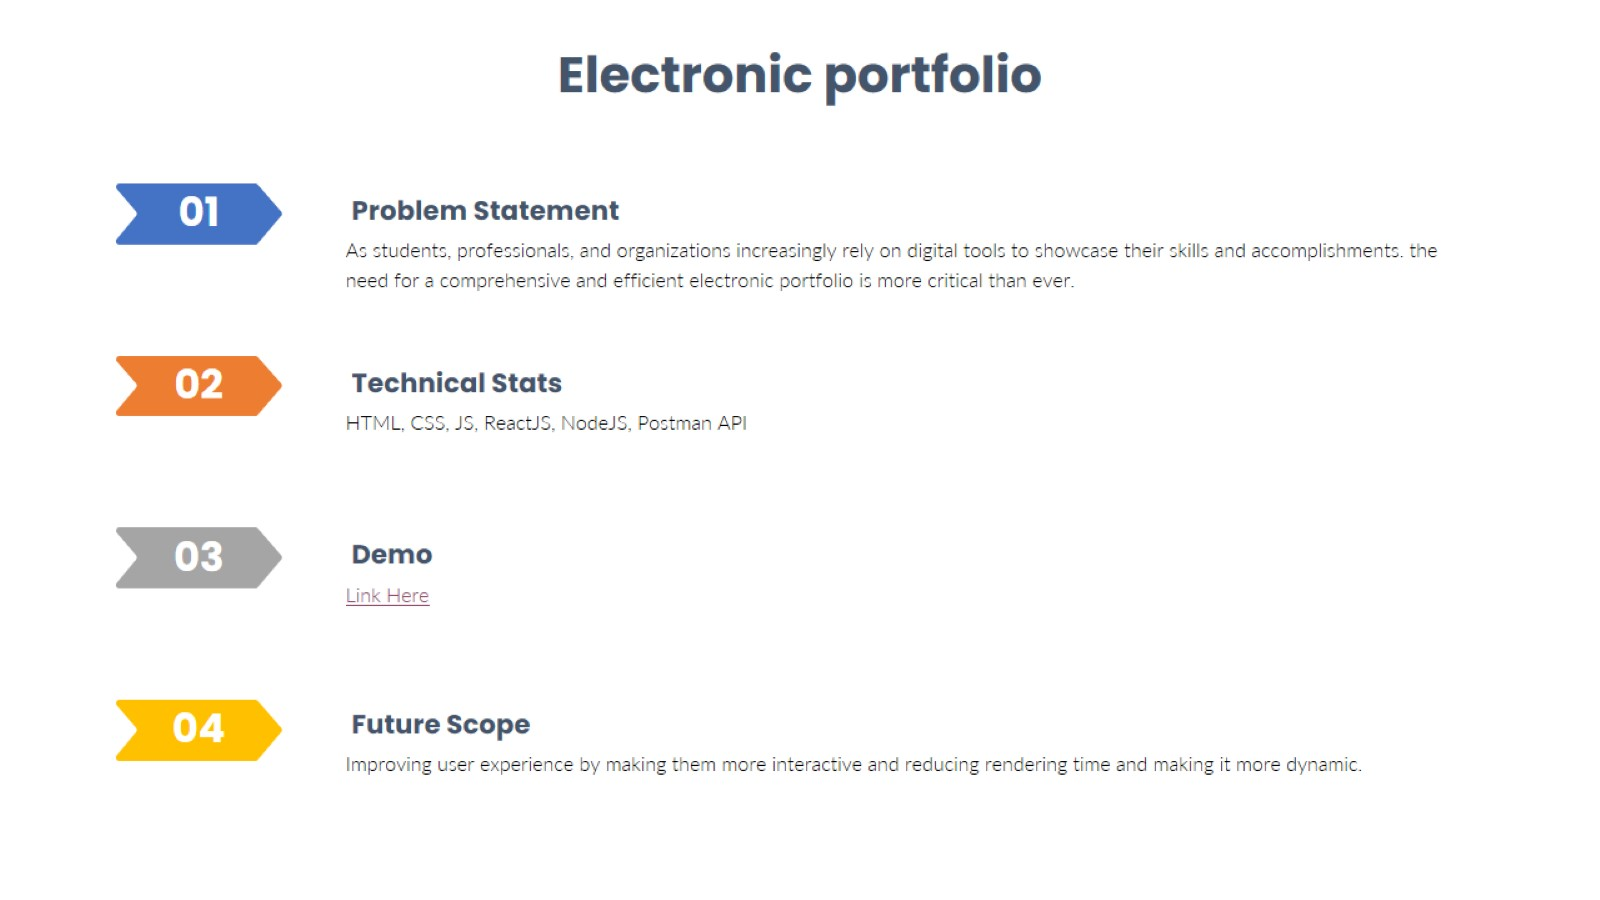 Electronic portfolio
01
Problem Statement
As students, professionals, and organizations increasingly rely on digital tools to showcase their skills and accomplishments. the
need for a comprehensive and efficient electronic portfolio is more critical than ever.
02
Technical Stats
HTML, CSS, JS, ReactJS, NodeJS, Postman API
03
Demo
Link Here
04
Future Scope
Improving user experience by making them more interactive and reducing rendering time and making it more dynamic.